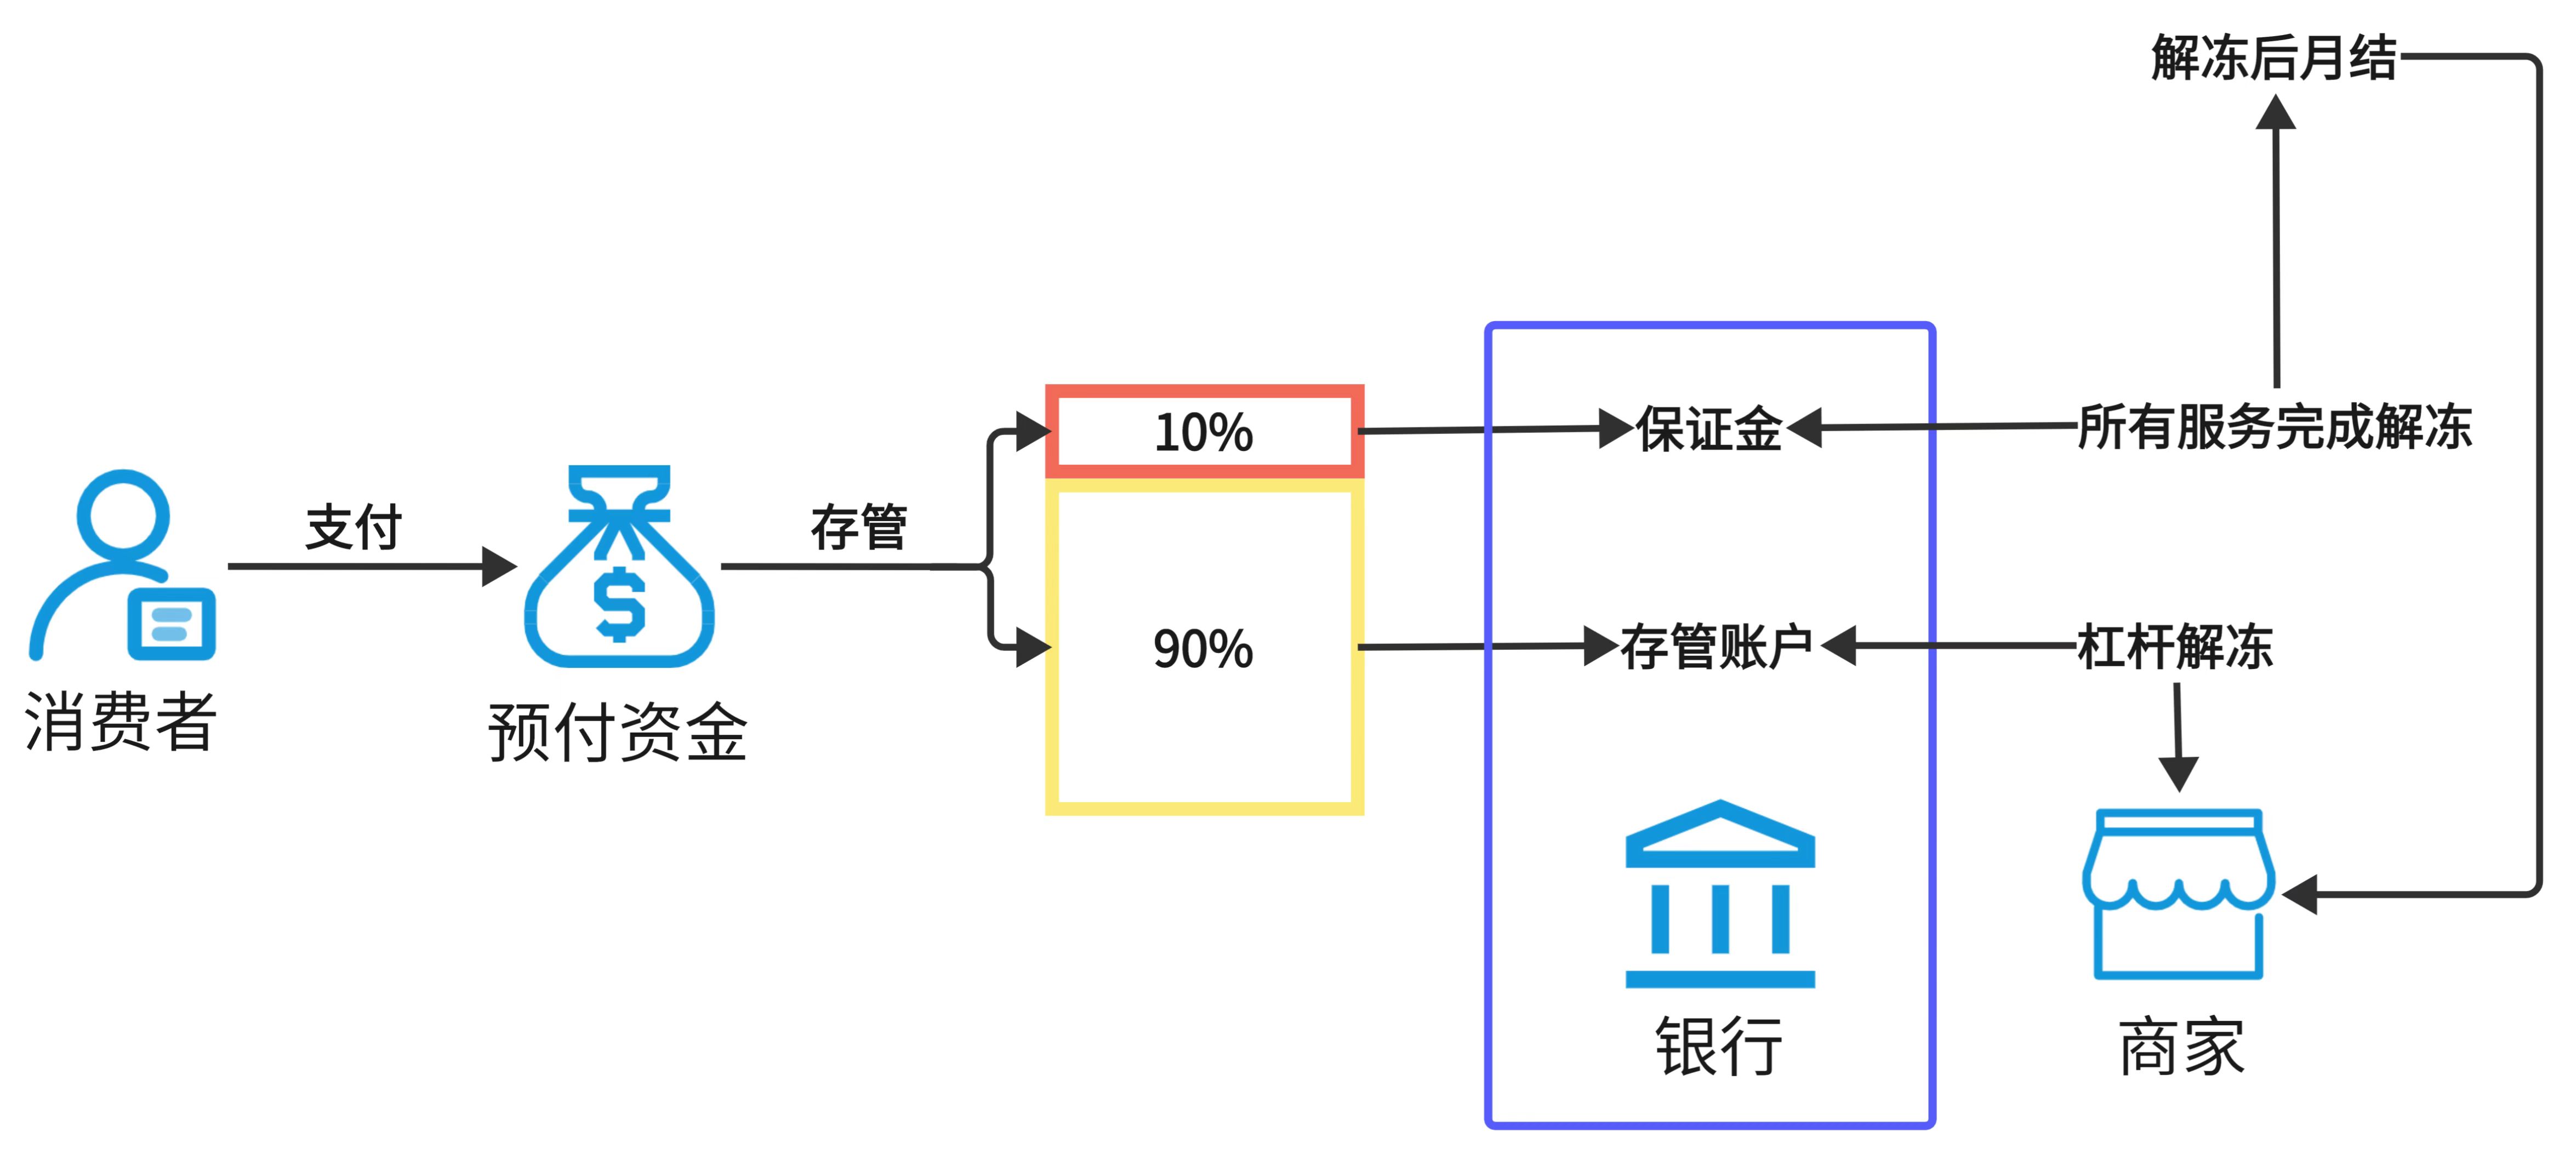 解冻后月结
10%
保证金
所有服务完成解冻
支付
存管
90%
存管账户
杠杆解冻
消费者
预付资金
银行
商家